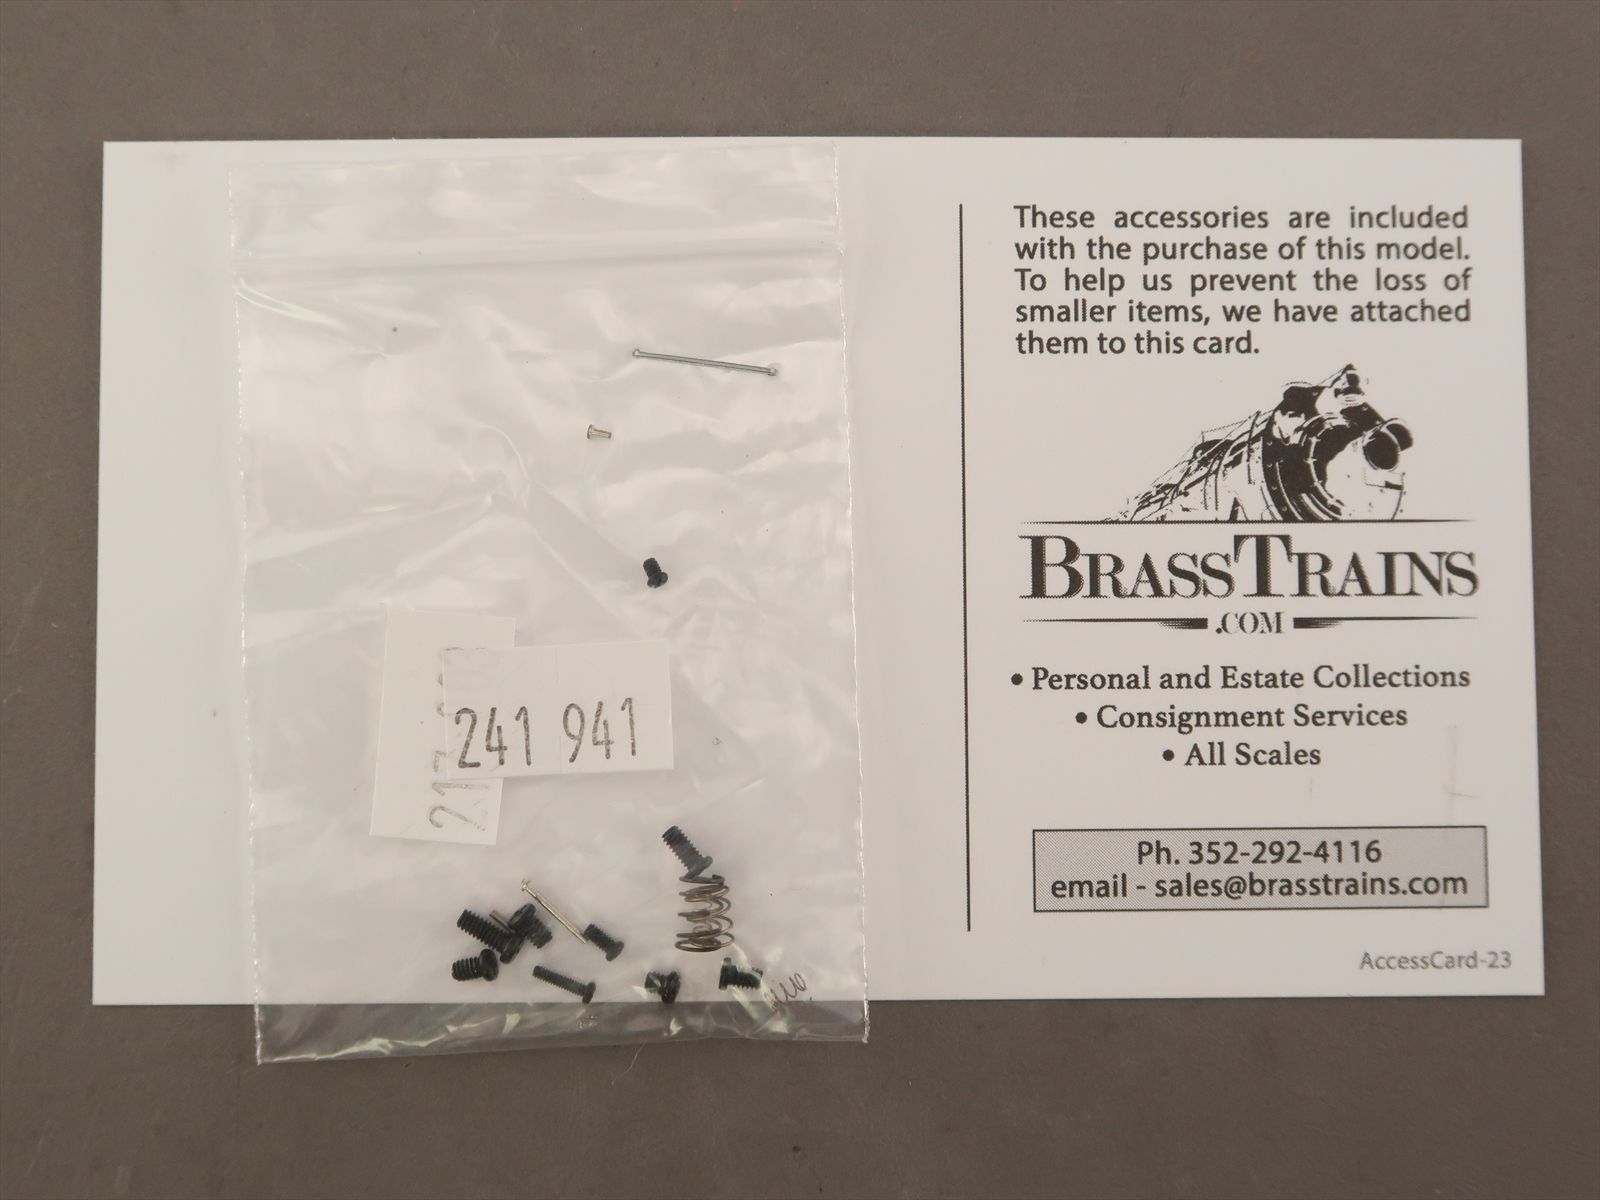 These accessories are included
with the purchase of this model.
To help us prevent the loss of
smaller items, we have attached
them to this card.
BRASSTRAINS
.COM
• Personal and Estate Collections
• Consignment Services
• All Scales
Ph. 352-292-4116
email - sales@brasstrains.com
AccessCard-23
241 941